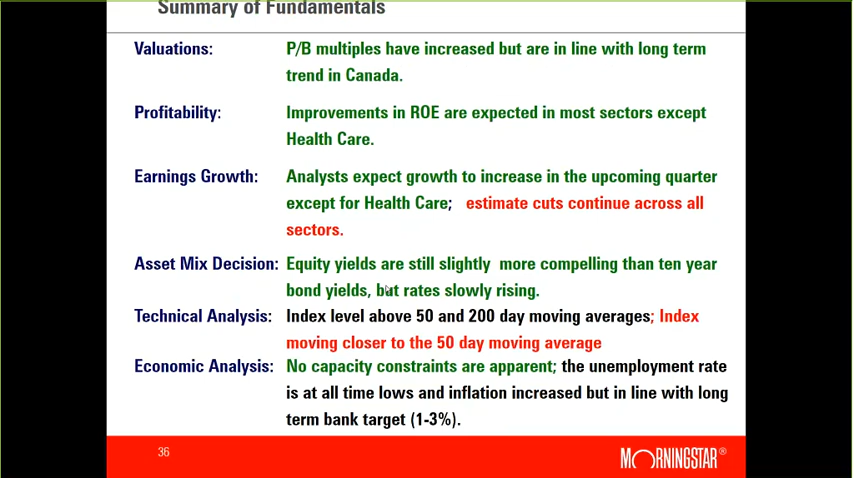 Summary of Fundamentals
Valuations: P/B multiples have increased but are in line with long term
trend in Canada.
Profitability: Improvements in ROE are expected in most sectors except
Health Care.
Earnings Growth: Analysts expect growth to increase in the upcoming quarter
except for Health Care; estimate cuts continue across all
sectors.
Asset Mix Decision: Equity yields are still slightly more compelling than ten year
bond yields, but rates slowly rising.
Technical Analysis: Index level above 50 and 200 day moving averages; Index
moving closer to the 50 day moving average
Economic Analysis: No capacity constraints are apparent; the unemployment rate
is at all time lows and inflation increased but in line with long
term bank target (1-3%).
36
MORNINGSTAR®